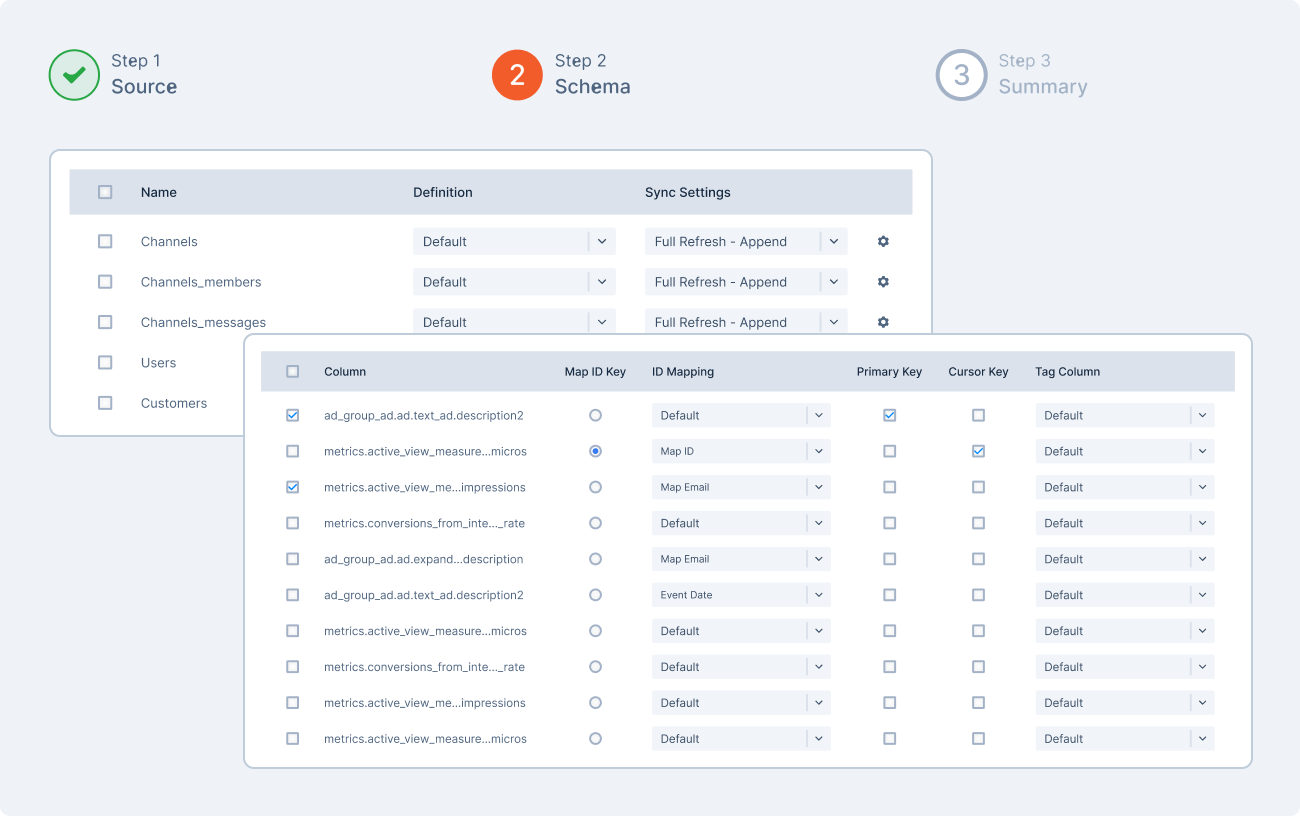 Step 1
Source
2
Step 2
Schema
3
Step 3
Summary
Name Definition Sync Settings
Channels Default Full Refresh - Append
Channels_members Default Full Refresh - Append
Channels_messages Default Full Refresh - Append
Users
Customers
Column Map ID Key ID Mapping Primary Key Cursor Key Tag Column
ad_group_ad.ad.text_ad.description2 Default Default
metrics.active_view_measure...micros Map ID Default
metrics.active_view_me...impressions Map Email Default
metrics.conversions_from_inte..._rate Default Default
ad_group_ad.ad.expand...description Map Email Default
ad_group_ad.ad.text_ad.description2 Event Date Default
metrics.active_view_measure...micros Default Default
metrics.conversions_from_inte..._rate Default Default
metrics.active_view_me...impressions Default Default
metrics.active_view_measure...micros Default Default